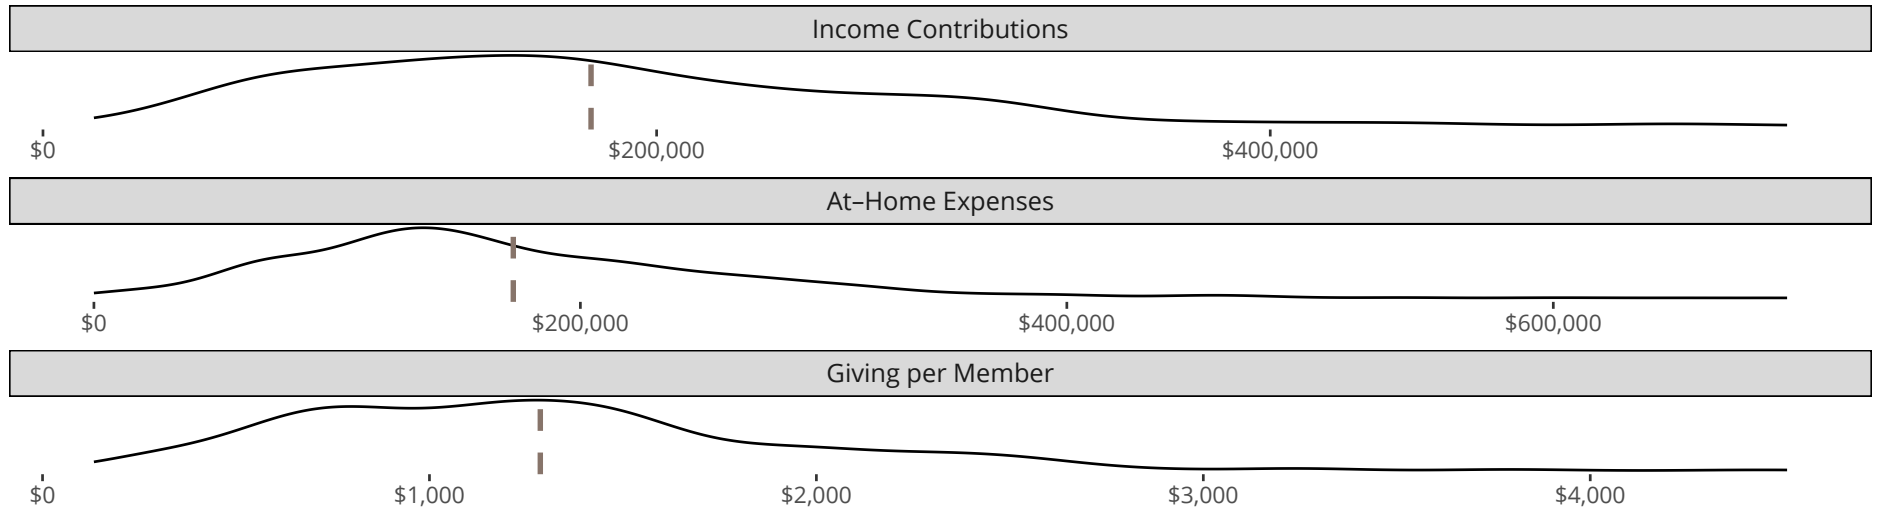 Income Contributions
$0 $200,000 $400,000
At–Home Expenses
$0 $200,000 $400,000 $600,000
Giving per Member
$0 $1,000 $2,000 $3,000 $4,000